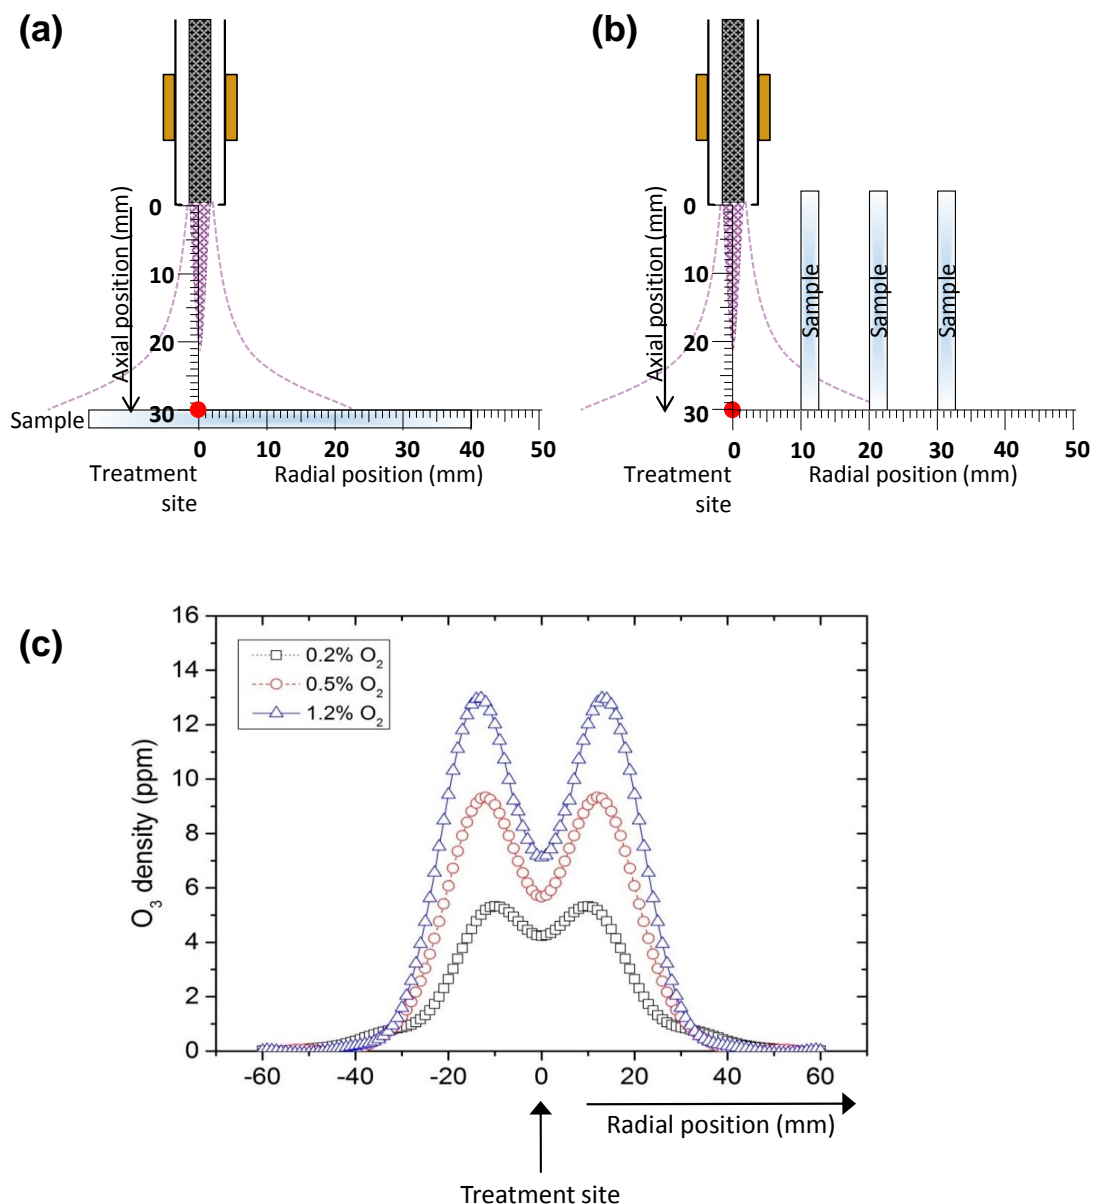 (a)
Axial position (mm)
0
10
20
30
Sample
0 10 20 30 40 50
Treatment site
Radial position (mm)
(b)
Axial position (mm)
0
10
20
30
Sample
Sample
Sample
0 10 20 30 40 50
Treatment site
Radial position (mm)
(c)
O3 density (ppm)
16
14
12
10
8
6
4
2
0
0.2% O2
0.5% O2
1.2% O2
-60 -40 -20 0 20 40 60
Radial position (mm)
Treatment site